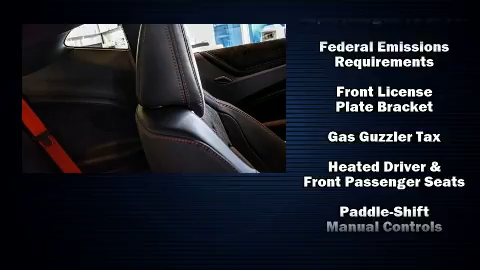 Federal Emissions
Requirements
Front License
Plate Bracket
Gas Guzzler Tax
Heated Driver &
Front Passenger Seats
Paddle-Shift
Manual Controls